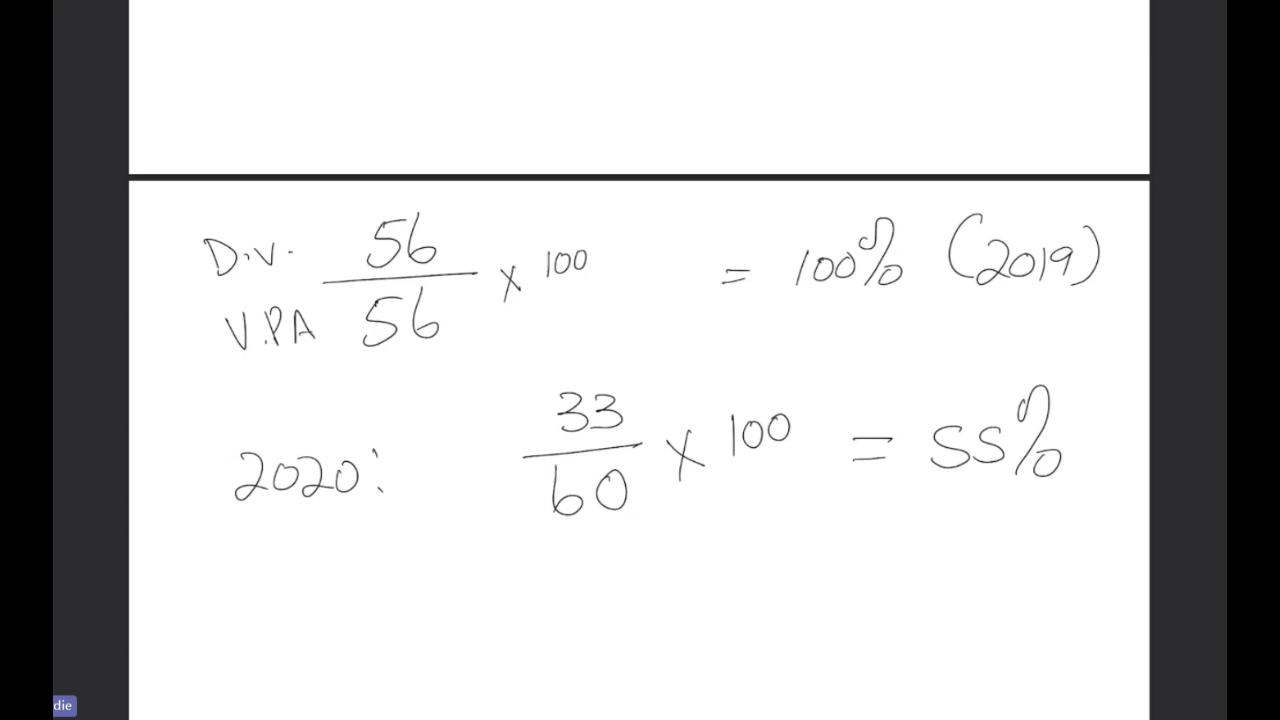 D.V. 56
V.PA 56 x 100 = 100% (2019)
2020: 33
60 x 100 = 55%
die